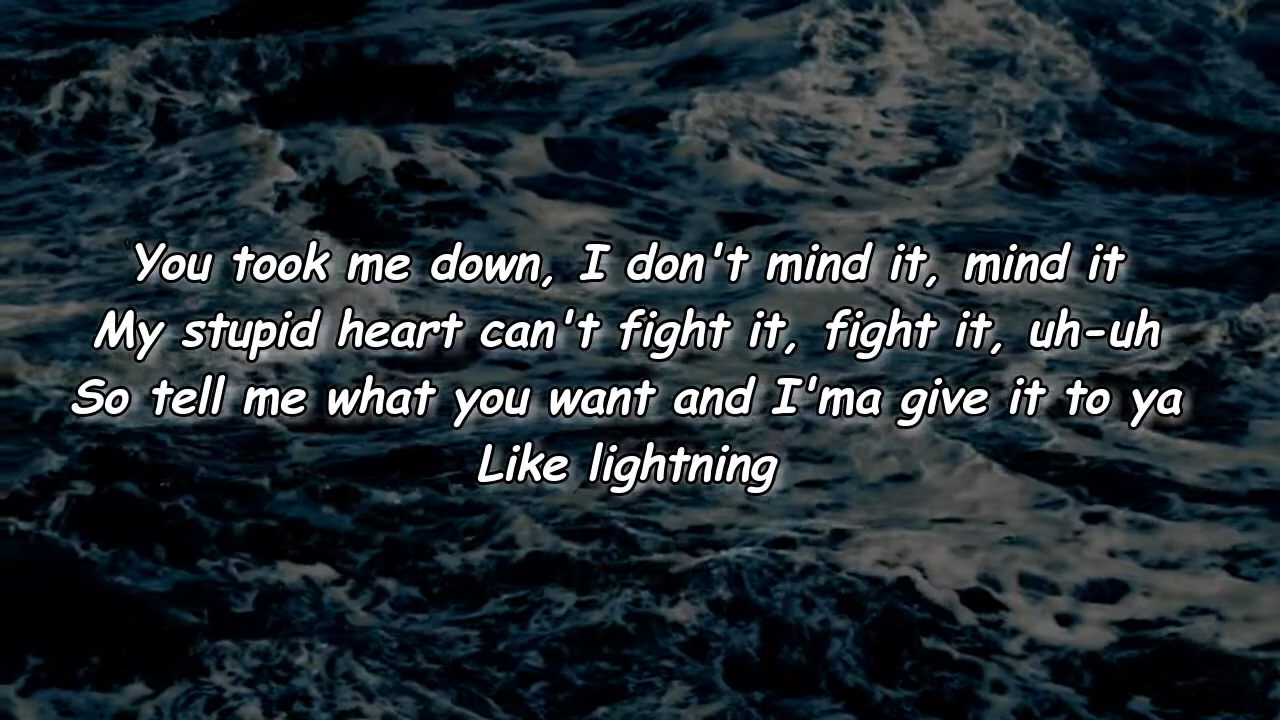 You took me down, I don't mind it, mind it
My stupid heart can't fight it, fight it, uh-uh
So tell me what you want and I'ma give it to ya
Like lightning